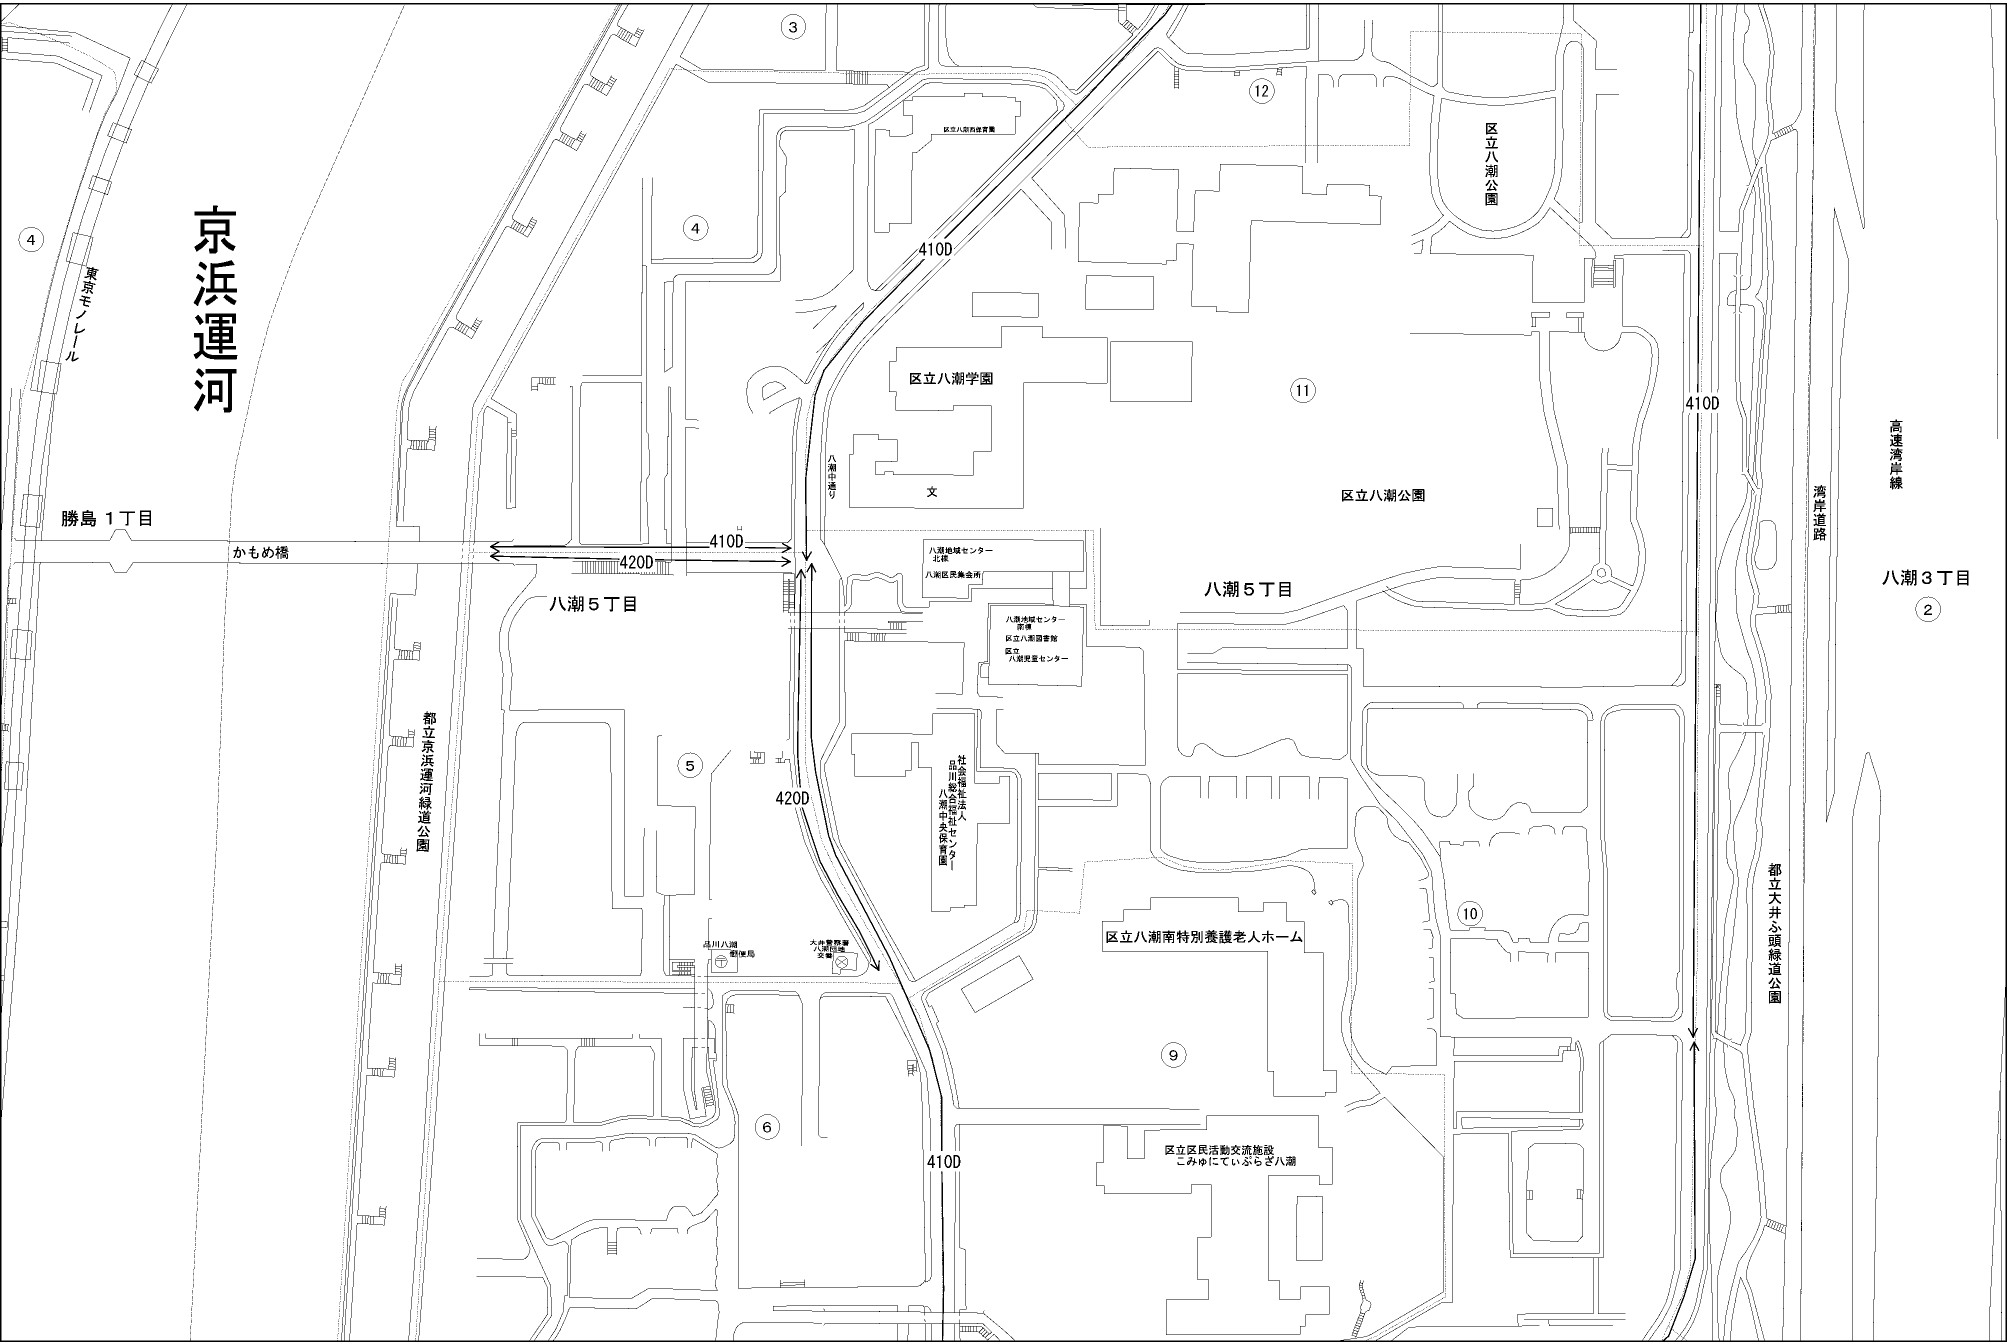 ③
④
④
⑫
京浜運河
東京モノレール
区立八潮西保育園
区立八潮公園
410D
区立八潮学園
文
八潮中通り
⑪
410D
高速湾岸線
湾岸道路
区立八潮公園
勝島1丁目
かもめ橋
410D
420D
八潮5丁目
八潮地域センター
北棟
八潮区民集会所
八潮5丁目
八潮3丁目
②
八潮地域センター
南棟
区立八潮図書館
区立
八潮児童センター
都立京浜運河緑道公園
⑤
420D
社会福祉法人
品川総合福祉センター
八潮中央保育園
品川八潮
郵便局
大井警察署
八潮団地
交番
区立八潮南特別養護老人ホーム
⑩
都立大井ふ頭緑道公園
⑨
⑥
410D
区立区民活動交流施設
こみゅにてぃぷらざ八潮